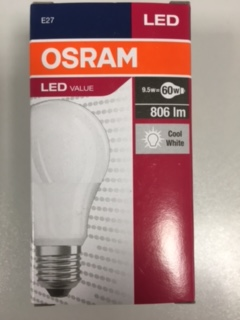 E27
LED
OSRAM
LED VALUE
9.5w=60w
806 lm
Cool
White